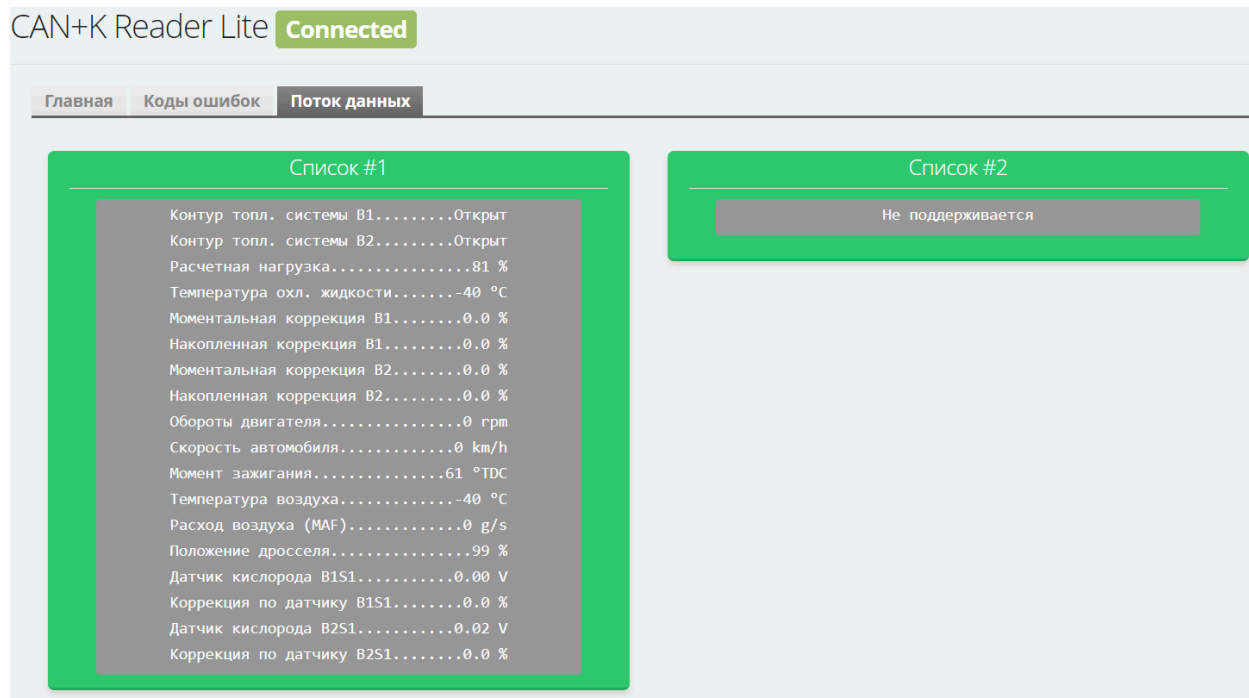 CAN+K Reader Lite Connected
Главная Коды ошибок Поток данных
Список #1
Контур топл. системы B1.........Открыт
Контур топл. системы B2.........Открыт
Расчетная нагрузка................81 %
Температура охл. жидкости.......-40 °C
Моментальная коррекция B1........0.0 %
Накопленная коррекция B1.........0.0 %
Моментальная коррекция B2........0.0 %
Накопленная коррекция B2.........0.0 %
Обороты двигателя................0 rpm
Скорость автомобиля.............0 km/h
Момент зажигания...............61 °TDC
Температура воздуха.............-40 °C
Расход воздуха (MAF).............0 g/s
Положение дросселя................99 %
Датчик кислорода B1S1...........0.00 V
Коррекция по датчику B1S1........0.0 %
Датчик кислорода B2S1...........0.02 V
Коррекция по датчику B2S1........0.0 %
Список #2
Не поддерживается